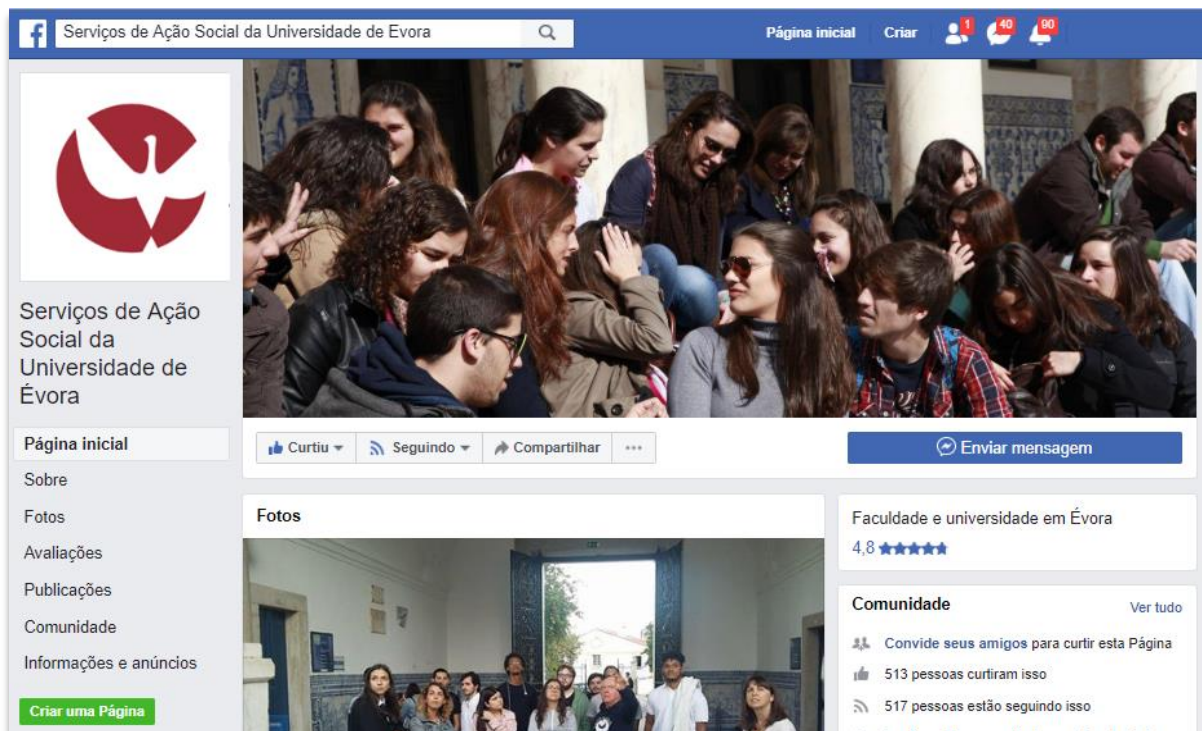 Serviços de Ação Social da Universidade de Evora
Página inicial
Criar
1
40
90
Serviços de Ação
Social da
Universidade de
Évora
Página inicial
Sobre
Fotos
Avaliações
Publicações
Comunidade
Informações e anúncios
Criar uma Página
Curtiu
Seguindo
Compartilhar
Enviar mensagem
Fotos
Faculdade e universidade em Évora
4,8
Comunidade
Ver tudo
Convide seus amigos para curtir esta Página
513 pessoas curtiram isso
517 pessoas estão seguindo isso